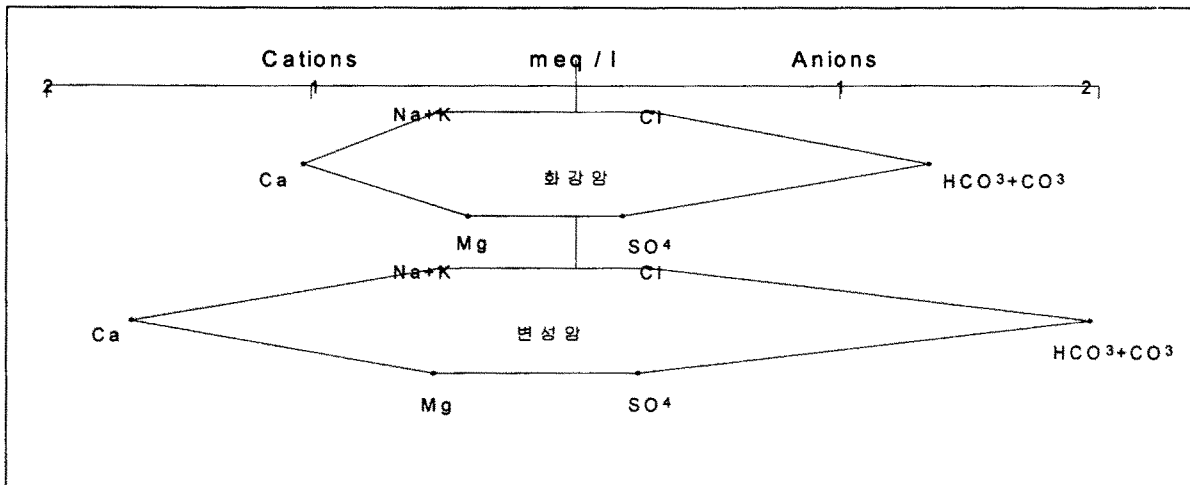 Cations meq / l Anions
2 1 1 2
Na+K Cl
Ca 화강암 HCO³+CO³
Mg SO⁴
Na+K Cl
Ca 변성암 HCO³+CO³
Mg SO⁴